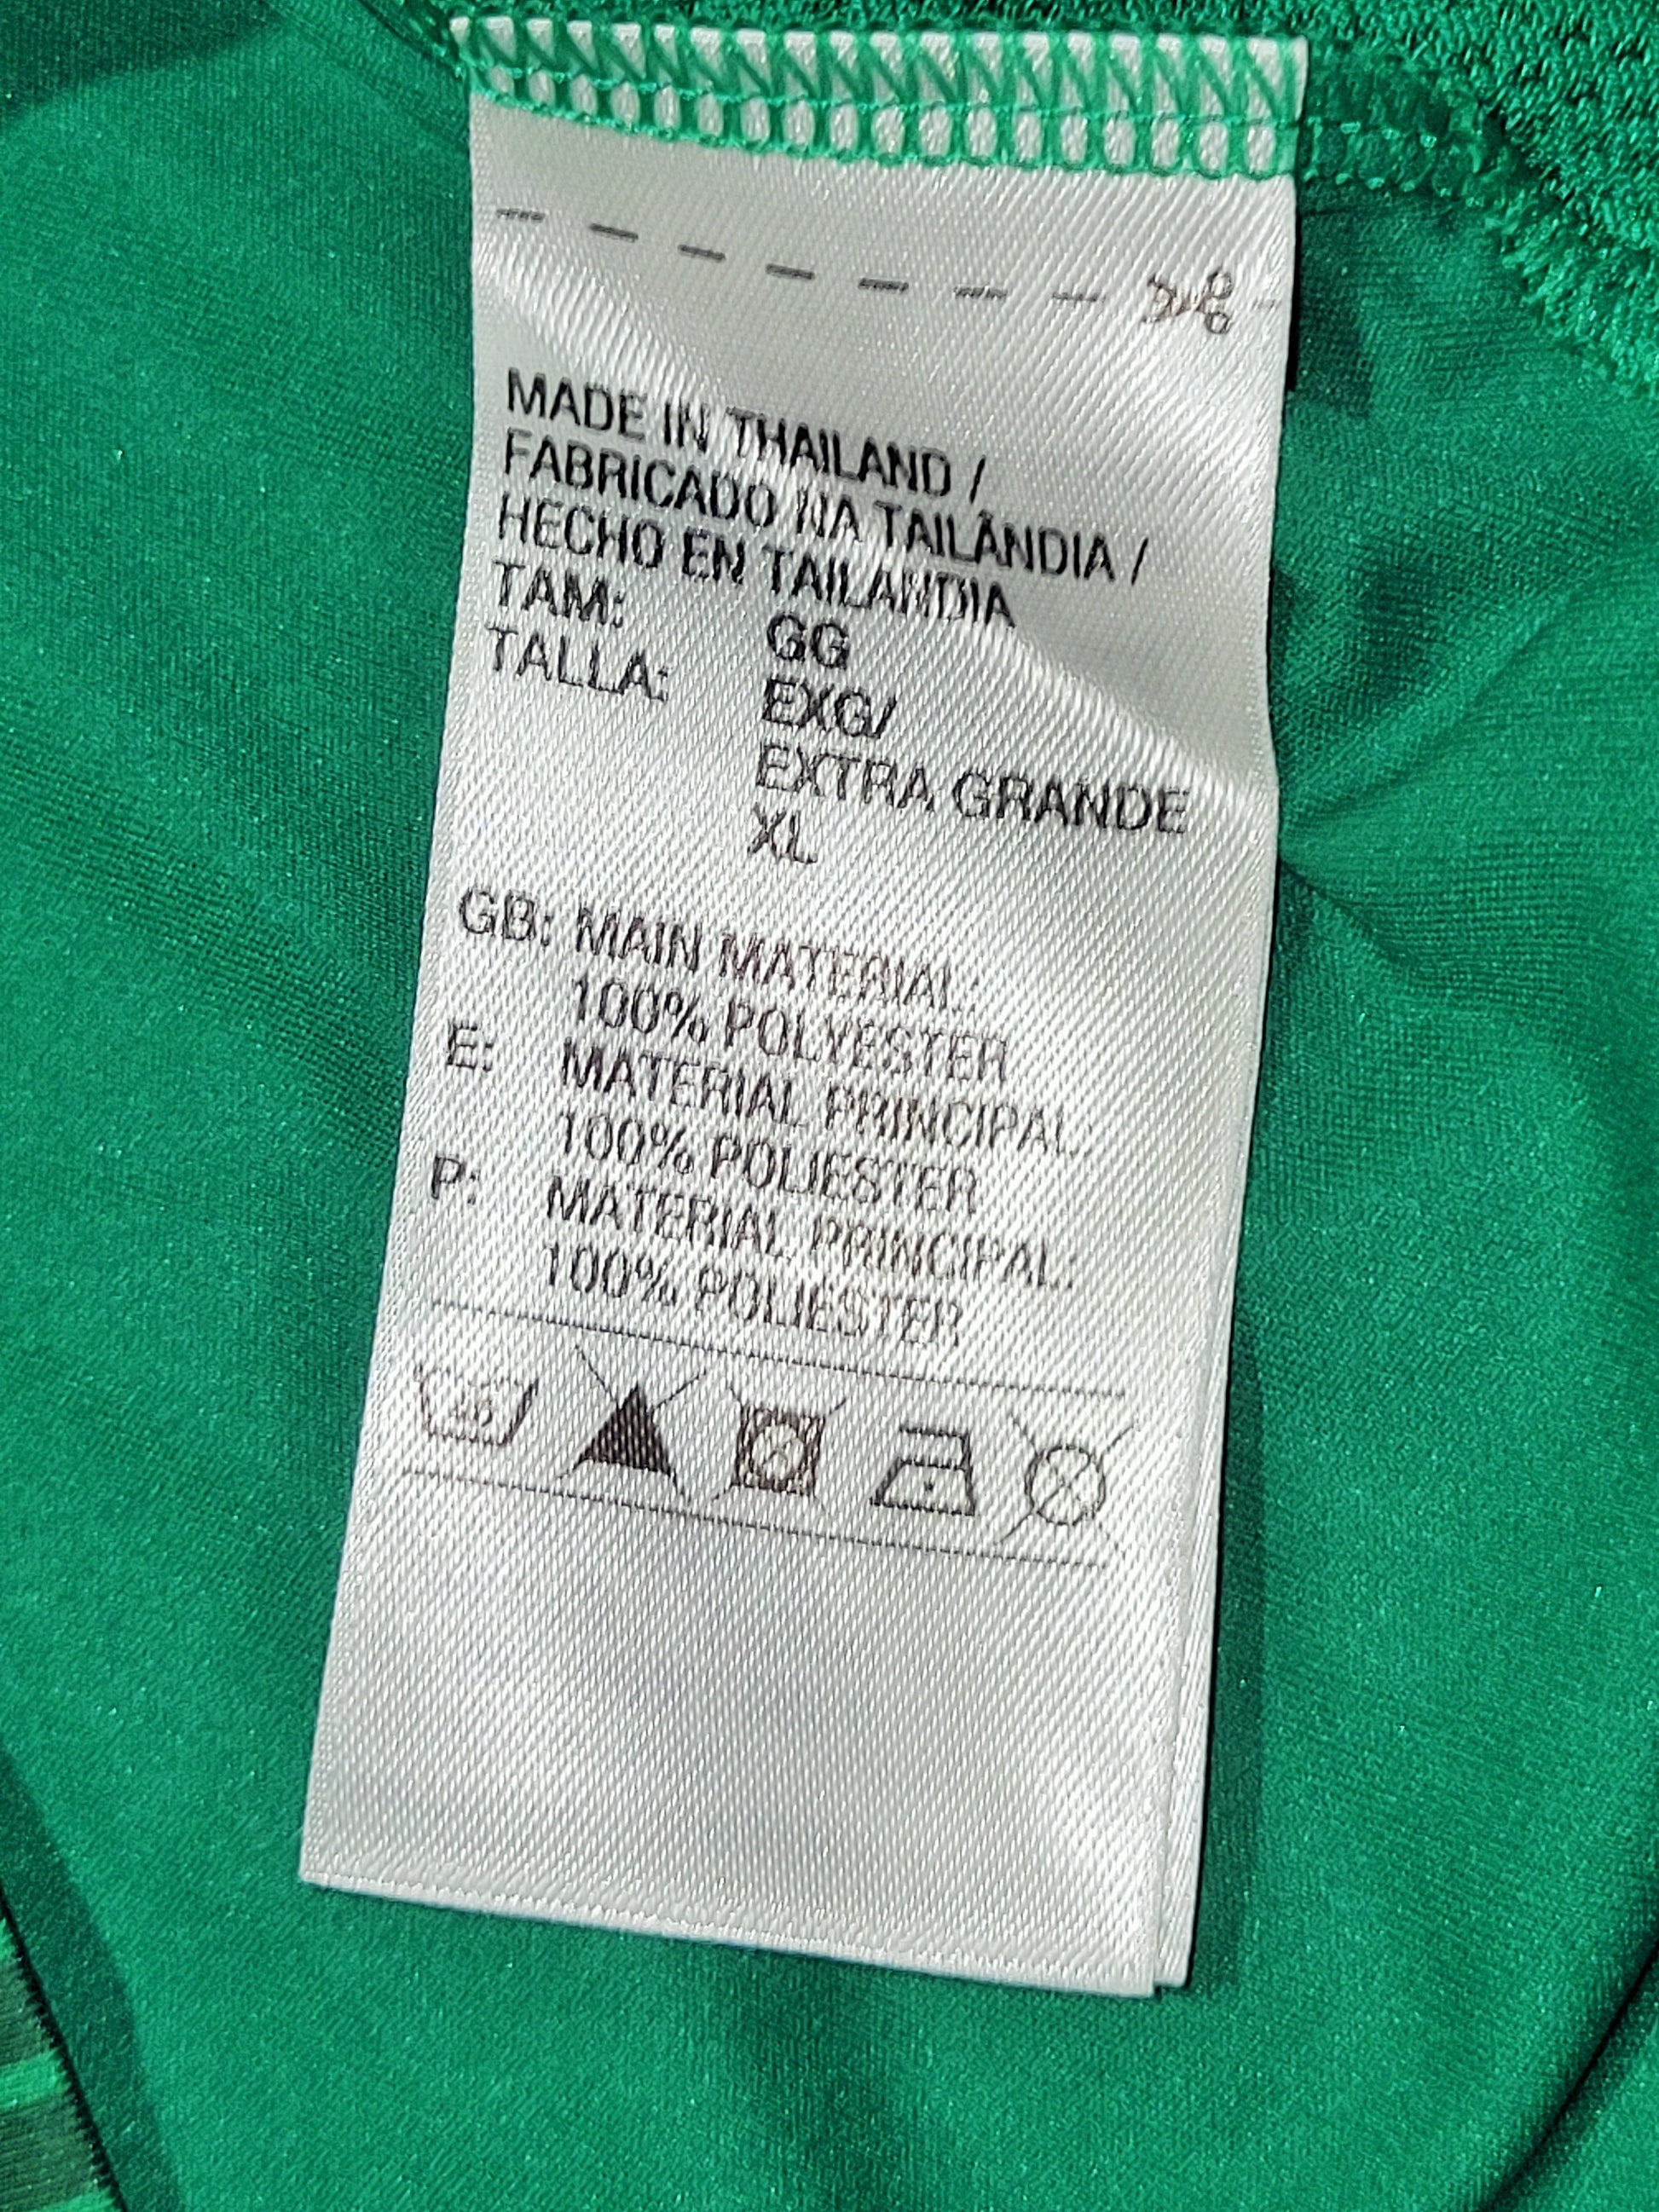 MADE IN THAILAND /
FABRICADO NA TAILÂNDIA /
HECHO EN TAILANDIA
TAM: GG
TALLA: EXG/
EXTRA GRANDE
XL
GB: MAIN MATERIAL:
100% POLYESTER
E: MATERIAL PRINCIPAL:
100% POLIESTER
P: MATERIAL PRINCIPAL:
100% POLIESTER